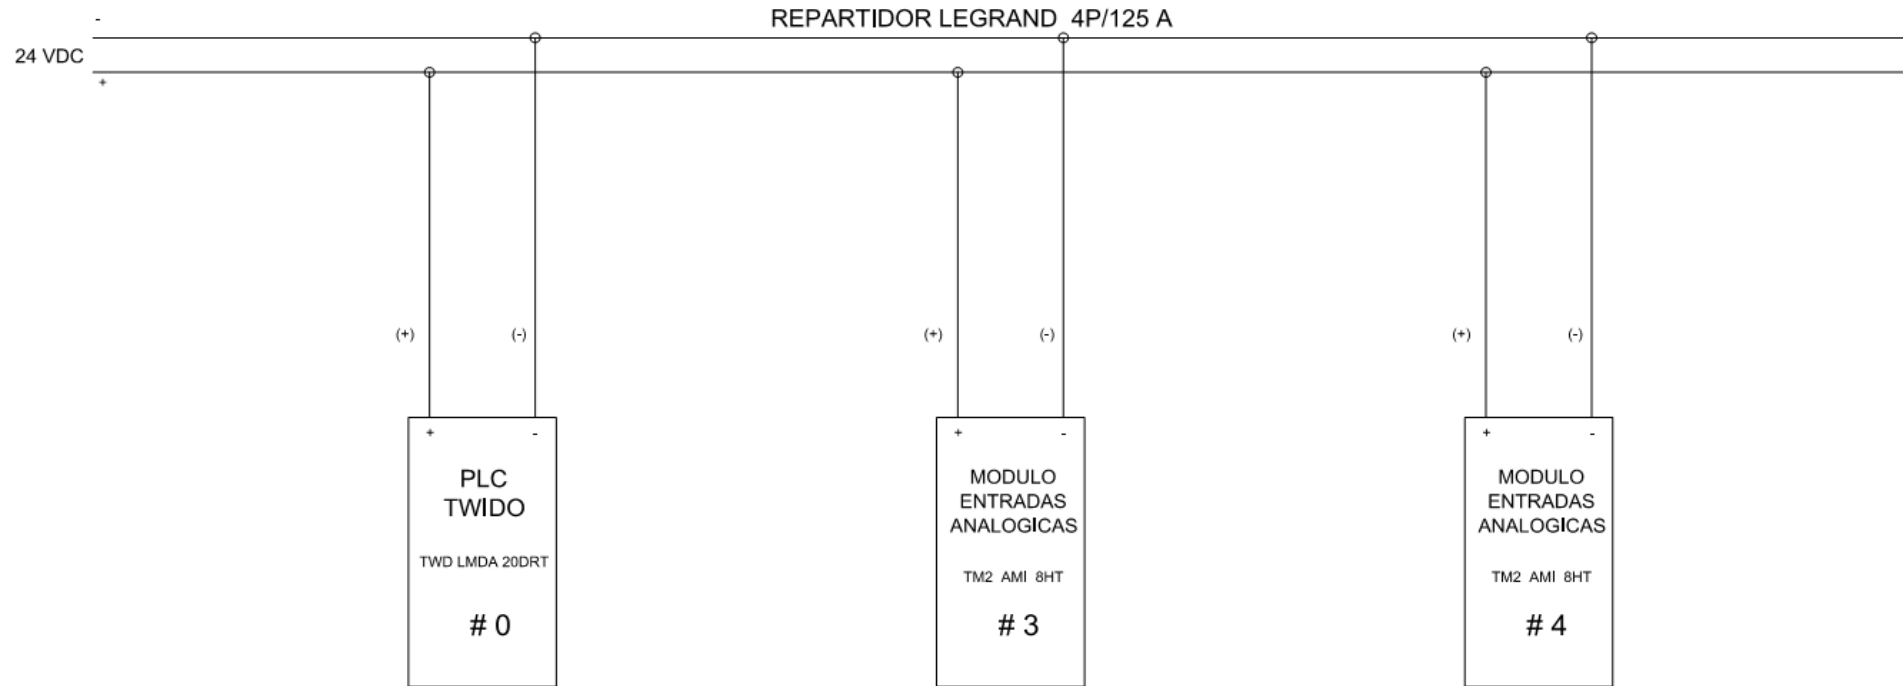 -
REPARTIDOR LEGRAND 4P/125 A
24 VDC
+
(+) (-) (+) (-) (+) (-)
+ - + - + -
PLC
TWIDO
TWD LMDA 20DRT
# 0
MODULO
ENTRADAS
ANALOGICAS
TM2 AMI 8HT
# 3
MODULO
ENTRADAS
ANALOGICAS
TM2 AMI 8HT
# 4